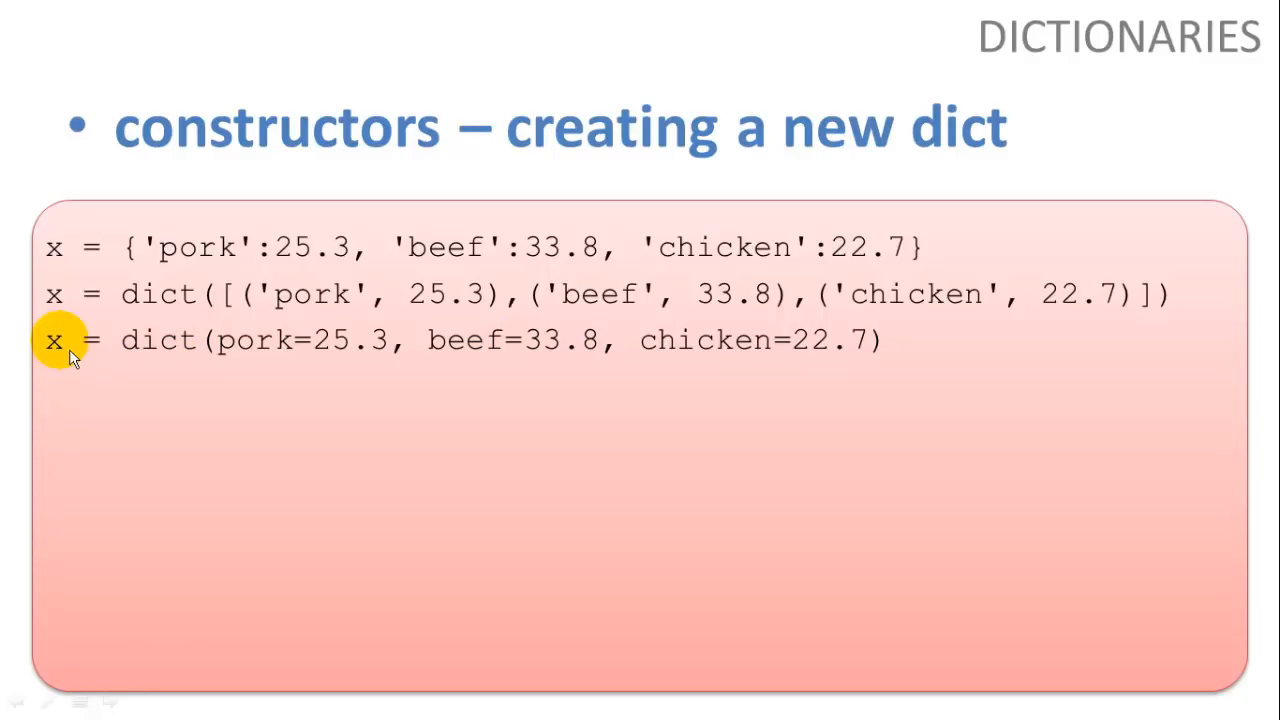 DICTIONARIES
• constructors – creating a new dict
x = {'pork':25.3, 'beef':33.8, 'chicken':22.7}
x = dict([('pork', 25.3),('beef', 33.8),('chicken', 22.7)])
x = dict(pork=25.3, beef=33.8, chicken=22.7)